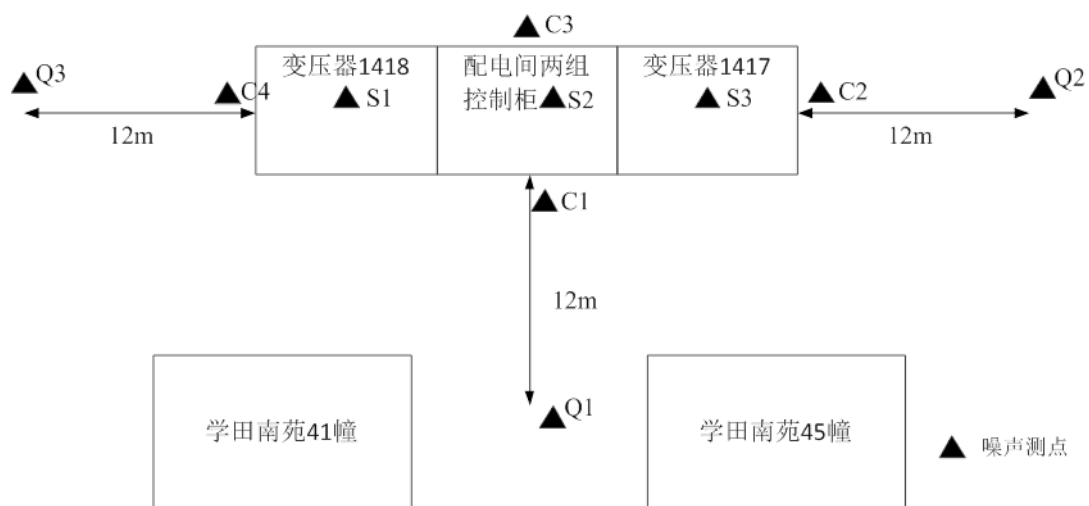 C3
变压器1418
配电间两组
变压器1417
Q3
C4
S1
控制柜
S2
S3
C2
Q2
12m
12m
C1
12m
Q1
学田南苑41幢
学田南苑45幢
噪声测点